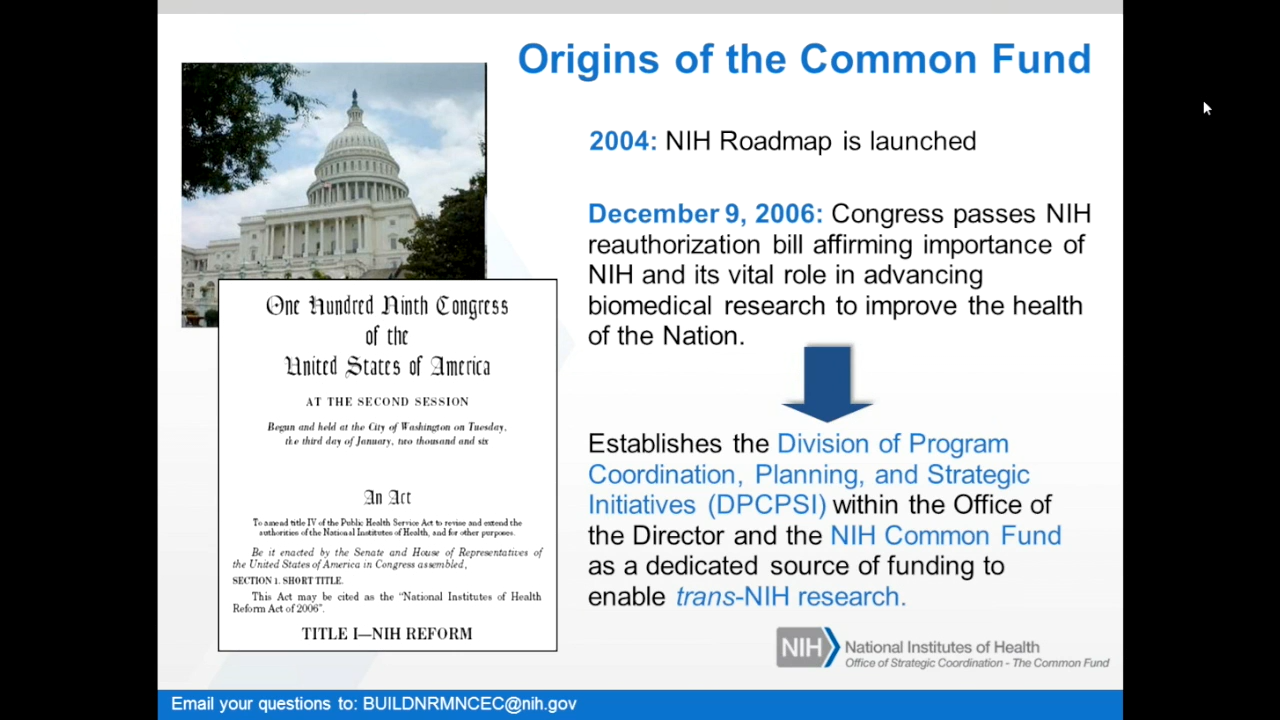 Origins of the Common Fund
2004: NIH Roadmap is launched
December 9, 2006: Congress passes NIH
reauthorization bill affirming importance of
NIH and its vital role in advancing
biomedical research to improve the health
of the Nation.
One Hundred Ninth Congress
of the
United States of America
AT THE SECOND SESSION
Begun and held at the City of Washington on Tuesday,
the third day of January, two thousand and six
An Act
To amend title IV of the Public Health Service Act to revise and extend the
authorities of the National Institutes of Health, and for other purposes.
Be it enacted by the Senate and House of Representatives of
the United States of America in Congress assembled,
SECTION 1. SHORT TITLE.
This Act may be cited as the “National Institutes of Health
Reform Act of 2006”.
TITLE I—NIH REFORM
Establishes the Division of Program
Coordination, Planning, and Strategic
Initiatives (DPCPSI) within the Office of
the Director and the NIH Common Fund
as a dedicated source of funding to
enable trans-NIH research.
NIH National Institutes of Health
Office of Strategic Coordination - The Common Fund
Email your questions to: BUILDNRMNCEC@nih.gov